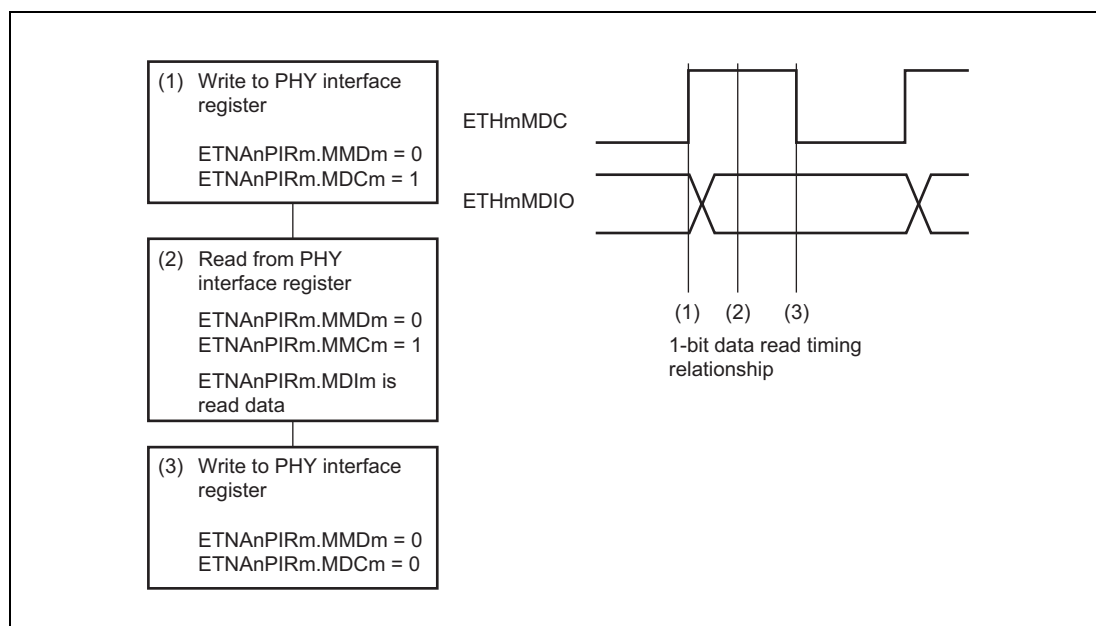 (1) Write to PHY interface
register
ETNAnPIRm.MMDm = 0
ETNAnPIRm.MDCm = 1
(2) Read from PHY
interface register
ETNAnPIRm.MMDm = 0
ETNAnPIRm.MMCm = 1
ETNAnPIRm.MDIm is
read data
(3) Write to PHY interface
register
ETNAnPIRm.MMDm = 0
ETNAnPIRm.MDCm = 0
ETHmMDC
ETHmMDIO
(1) (2) (3)
1-bit data read timing
relationship